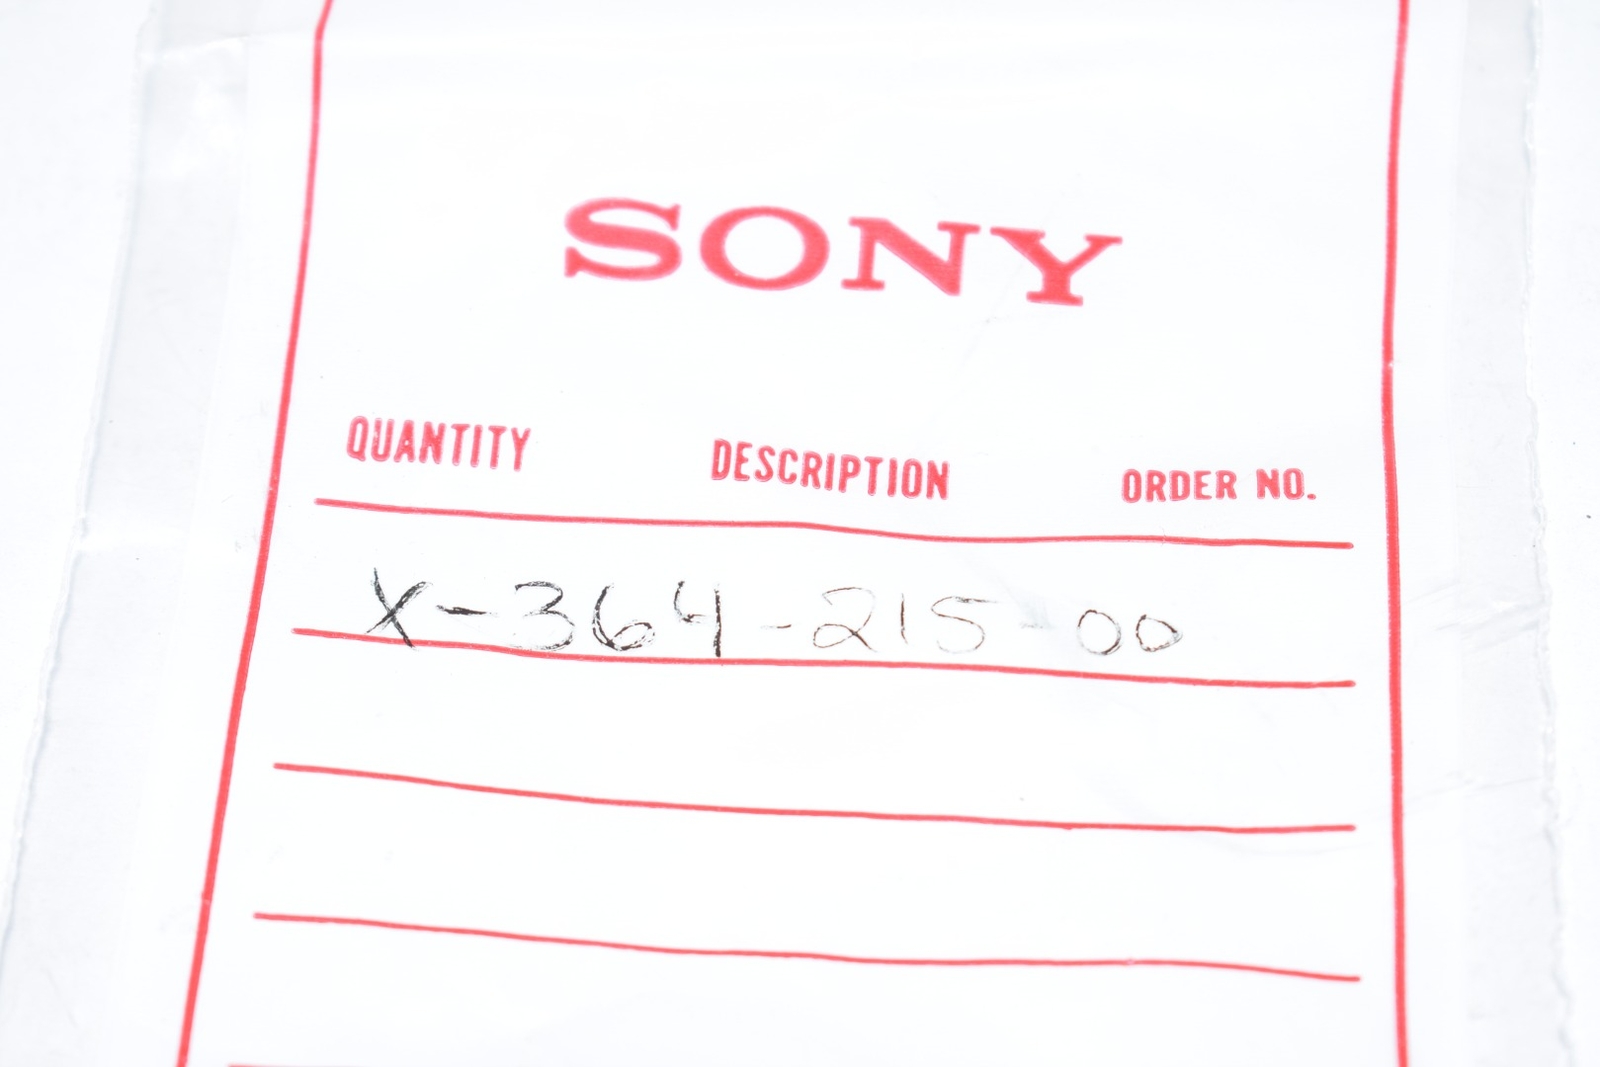 SONY
QUANTITY DESCRIPTION ORDER NO.
X-364-215-00